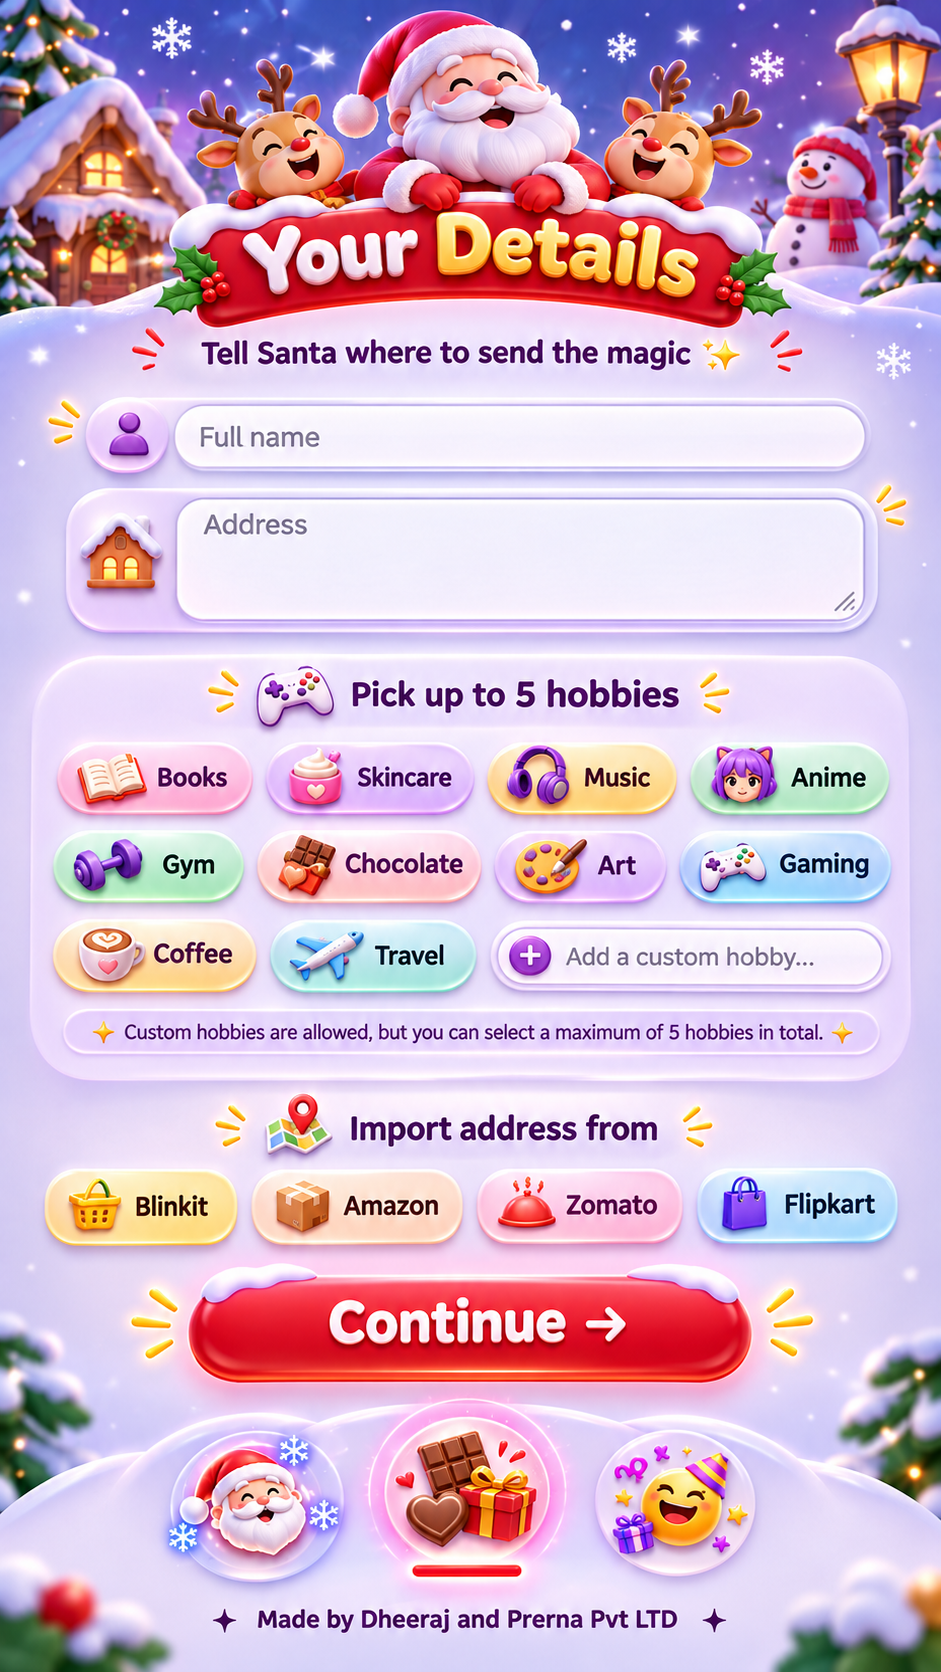 Your Details
Tell Santa where to send the magic
Full name
Address
Pick up to 5 hobbies
Books
Skincare
Music
Anime
Gym
Chocolate
Art
Gaming
Coffee
Travel
Add a custom hobby...
Custom hobbies are allowed, but you can select a maximum of 5 hobbies in total.
Import address from
Blinkit
Amazon
Zomato
Flipkart
Continue →
Made by Dheeraj and Prerna Pvt LTD